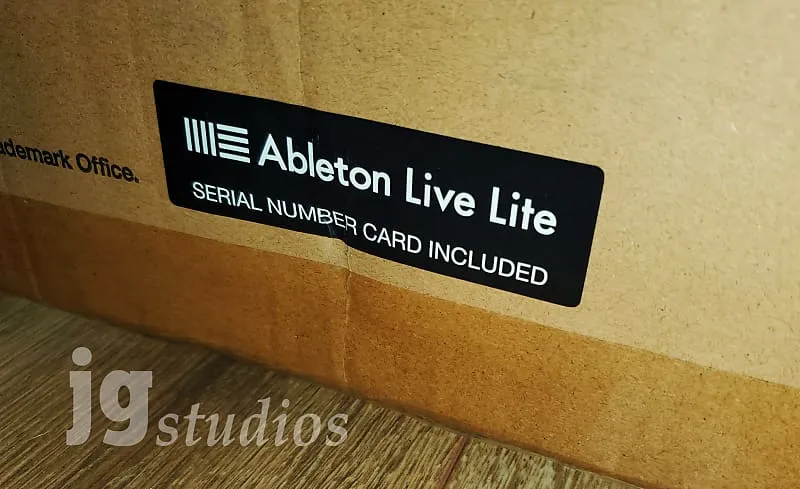 ademark Office.
Ableton Live Lite
SERIAL NUMBER CARD INCLUDED
jg studios